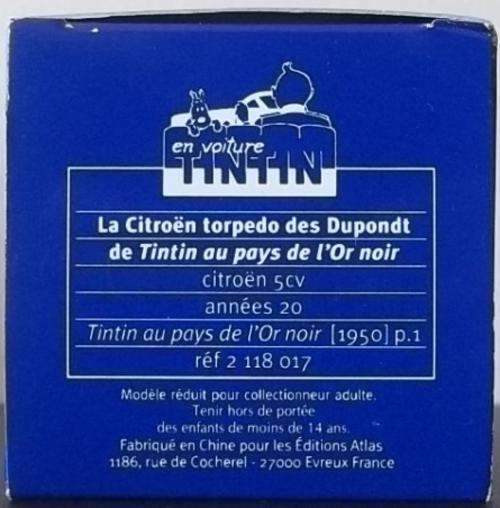 en voiture
TINTIN
La Citroën torpedo des Dupondt
de Tintin au pays de l'Or noir
citroën 5cv
années 20
Tintin au pays de l'Or noir [1950] p.1
réf 2 118 017
Modèle réduit pour collectionneur adulte.
Tenir hors de portée
des enfants de moins de 14 ans.
Fabriqué en Chine pour les Éditions Atlas
1186, rue de Cocherel - 27000 Evreux France